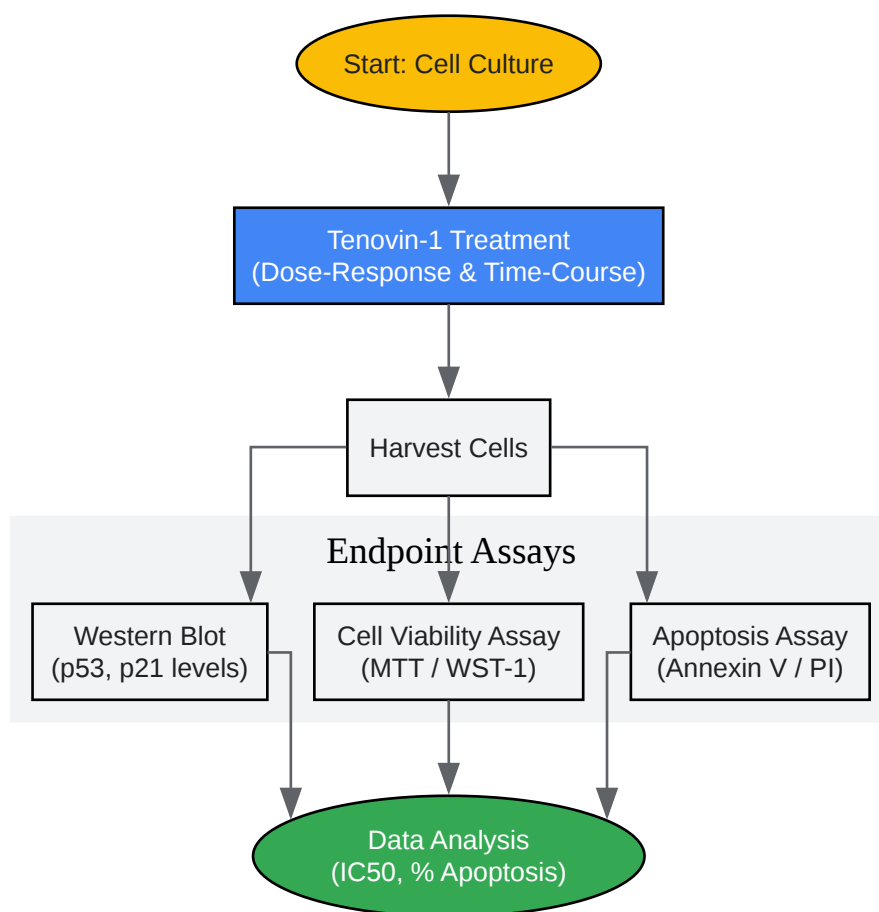 Start: Cell Culture
Tenovin-1 Treatment
(Dose-Response & Time-Course)
Harvest Cells
Endpoint Assays
Western Blot
(p53, p21 levels)
Cell Viability Assay
(MTT / WST-1)
Apoptosis Assay
(Annexin V / PI)
Data Analysis
(IC50, % Apoptosis)